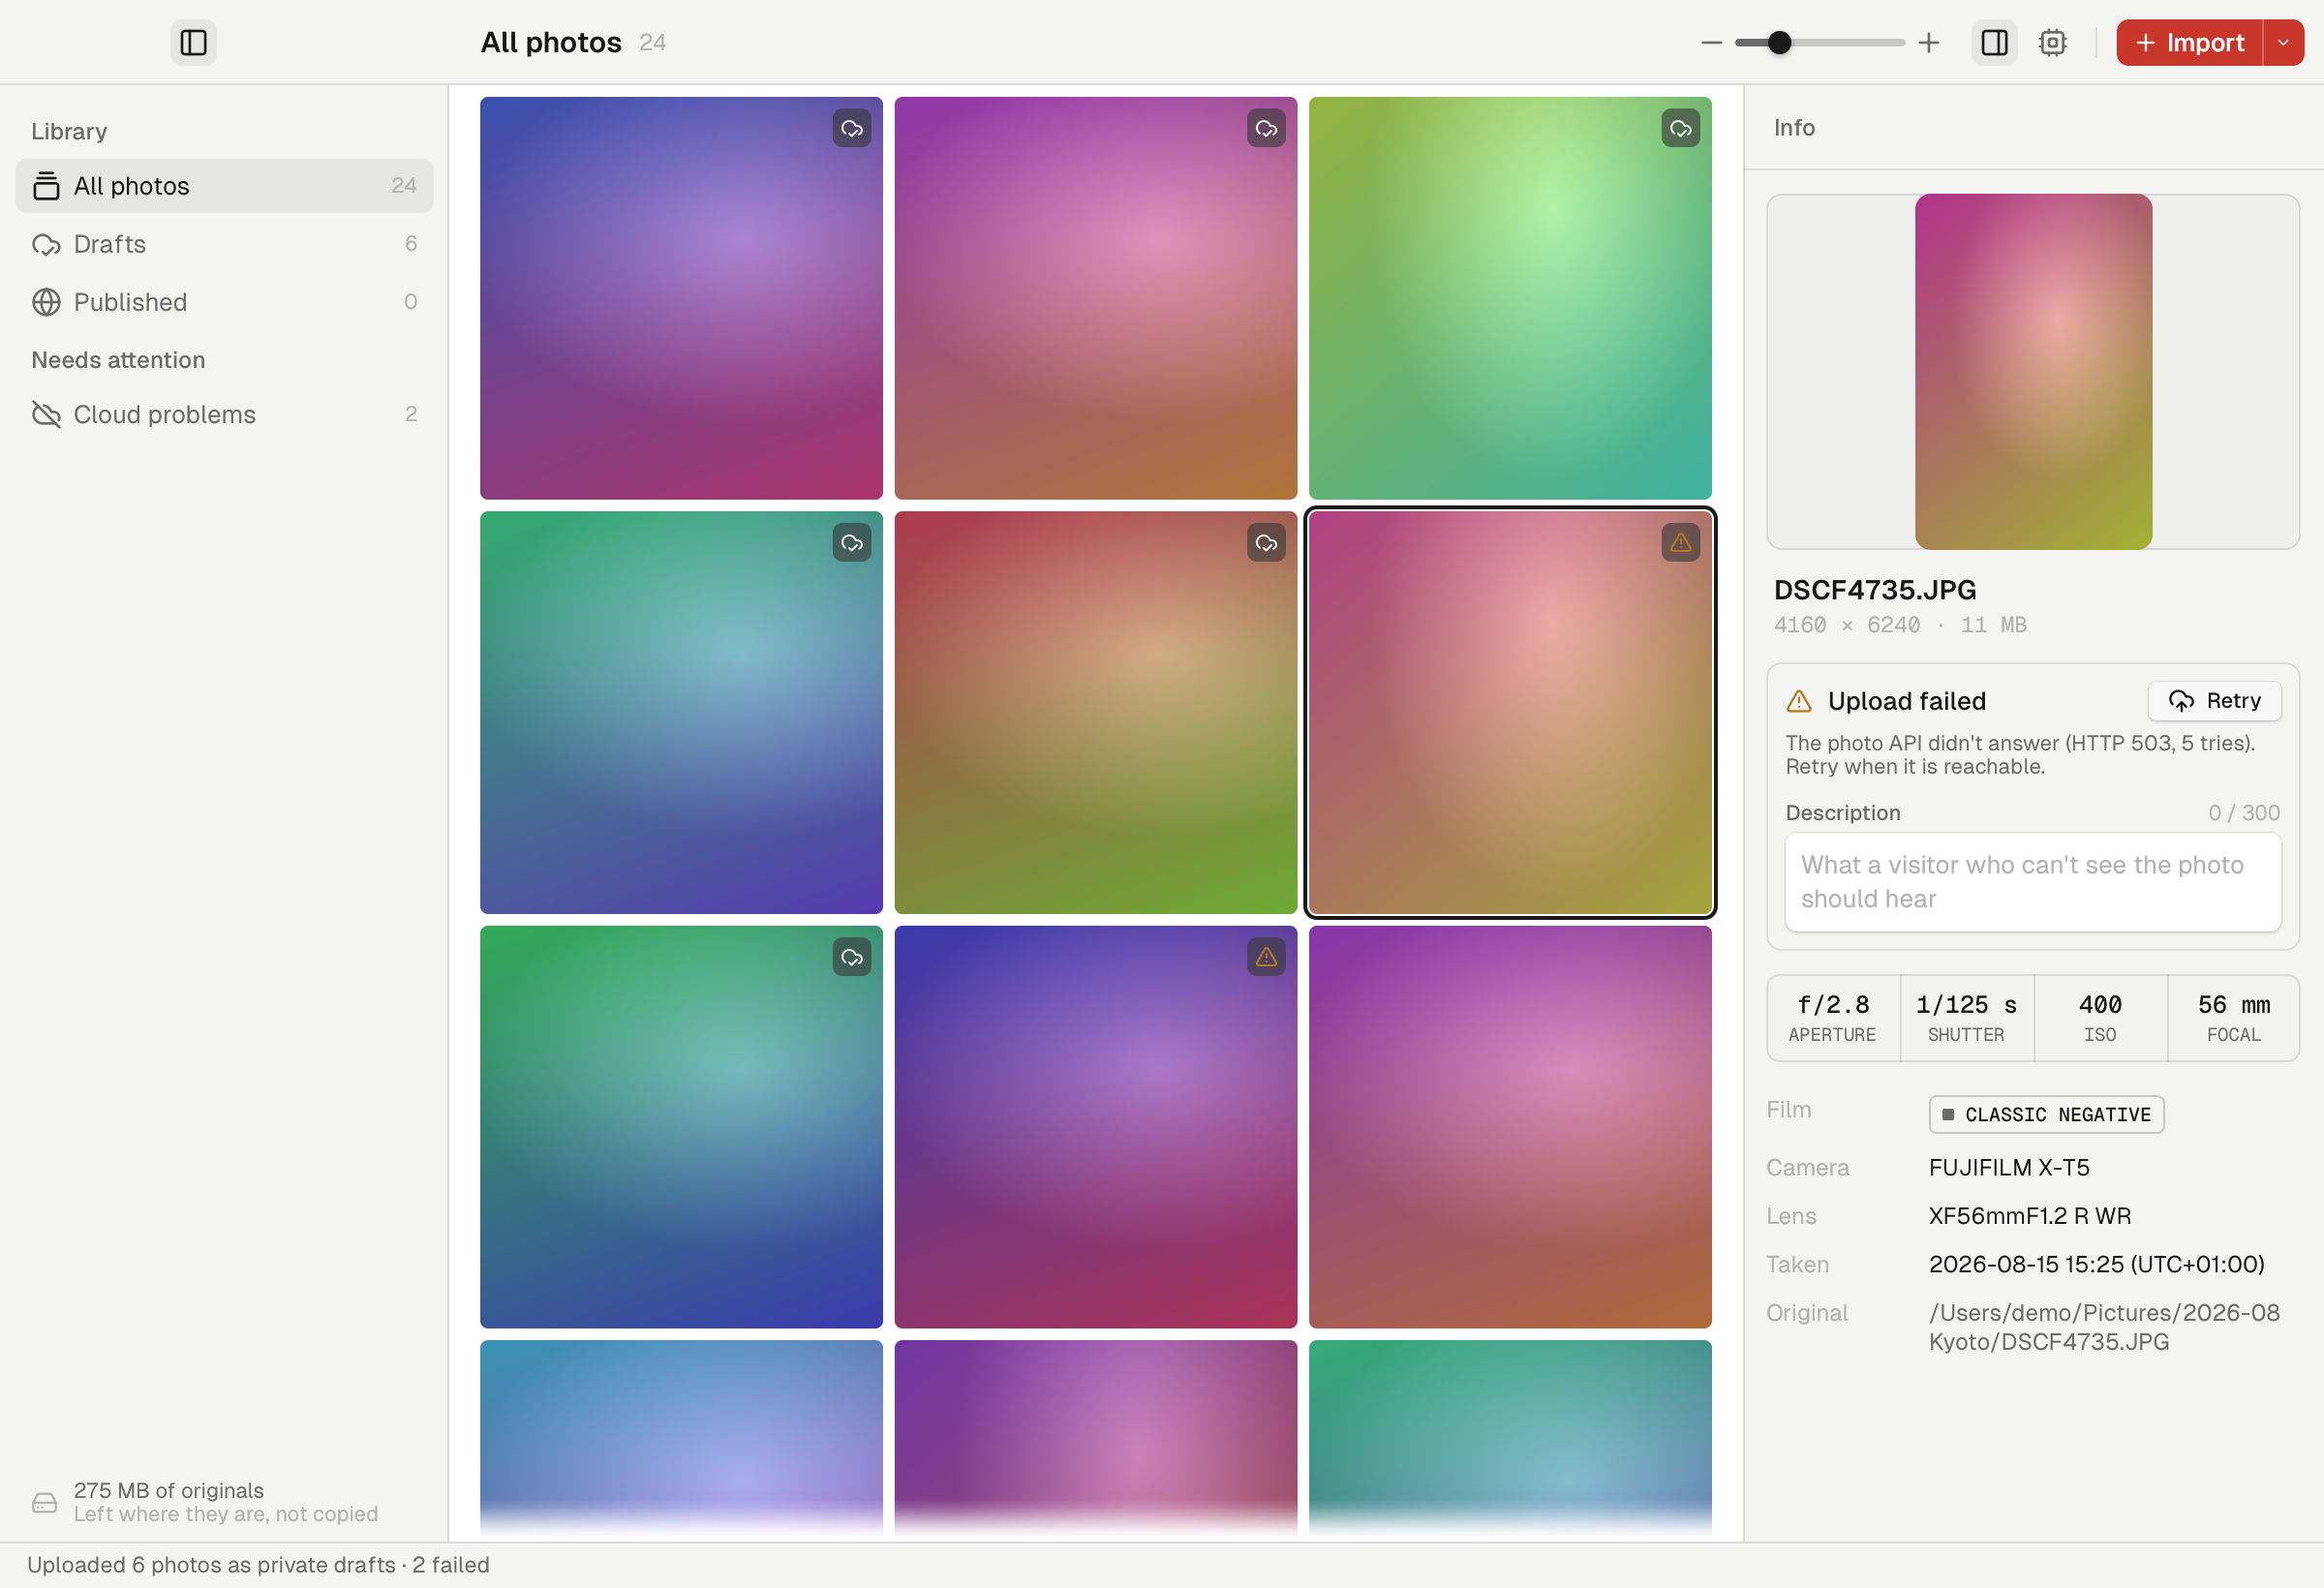 All photos 24
Import
Library
All photos 24
Drafts 6
Published 0
Needs attention
Cloud problems 2
275 MB of originals
Left where they are, not copied
Info
DSCF4735.JPG
4160 × 6240 · 11 MB
Upload failed
Retry
The photo API didn't answer (HTTP 503, 5 tries).
Retry when it is reachable.
Description 0 / 300
What a visitor who can't see the photo
should hear
f/2.8 1/125 s 400 56 mm
APERTURE SHUTTER ISO FOCAL
Film CLASSIC NEGATIVE
Camera FUJIFILM X-T5
Lens XF56mmF1.2 R WR
Taken 2026-08-15 15:25 (UTC+01:00)
Original /Users/demo/Pictures/2026-08
Kyoto/DSCF4735.JPG
Uploaded 6 photos as private drafts · 2 failed